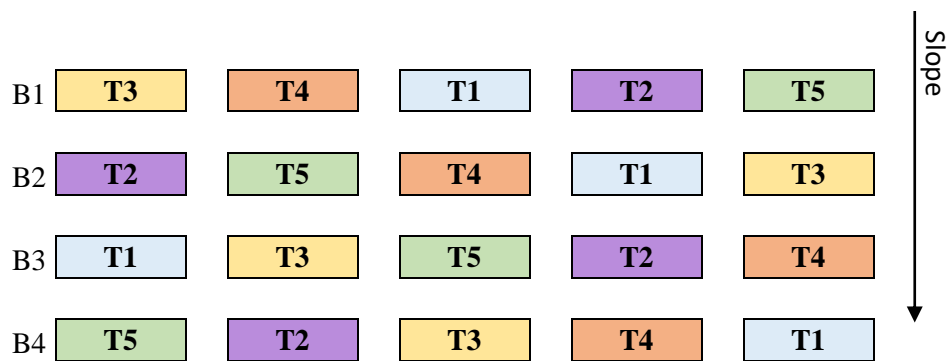 Slope
B1 T3 T4 T1 T2 T5
B2 T2 T5 T4 T1 T3
B3 T1 T3 T5 T2 T4
B4 T5 T2 T3 T4 T1